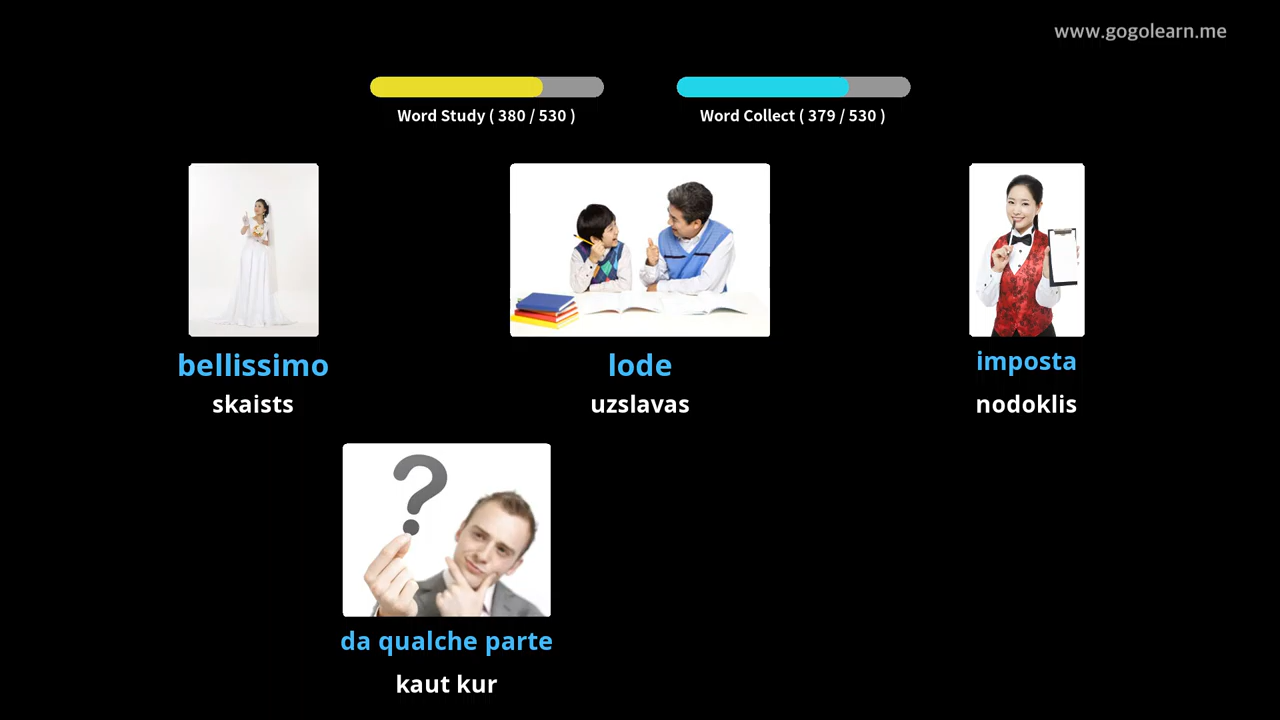 www.gogolearn.me
Word Study ( 380 / 530 )
Word Collect ( 379 / 530 )
bellissimo
skaists
lode
uzslavas
imposta
nodoklis
?
da qualche parte
kaut kur